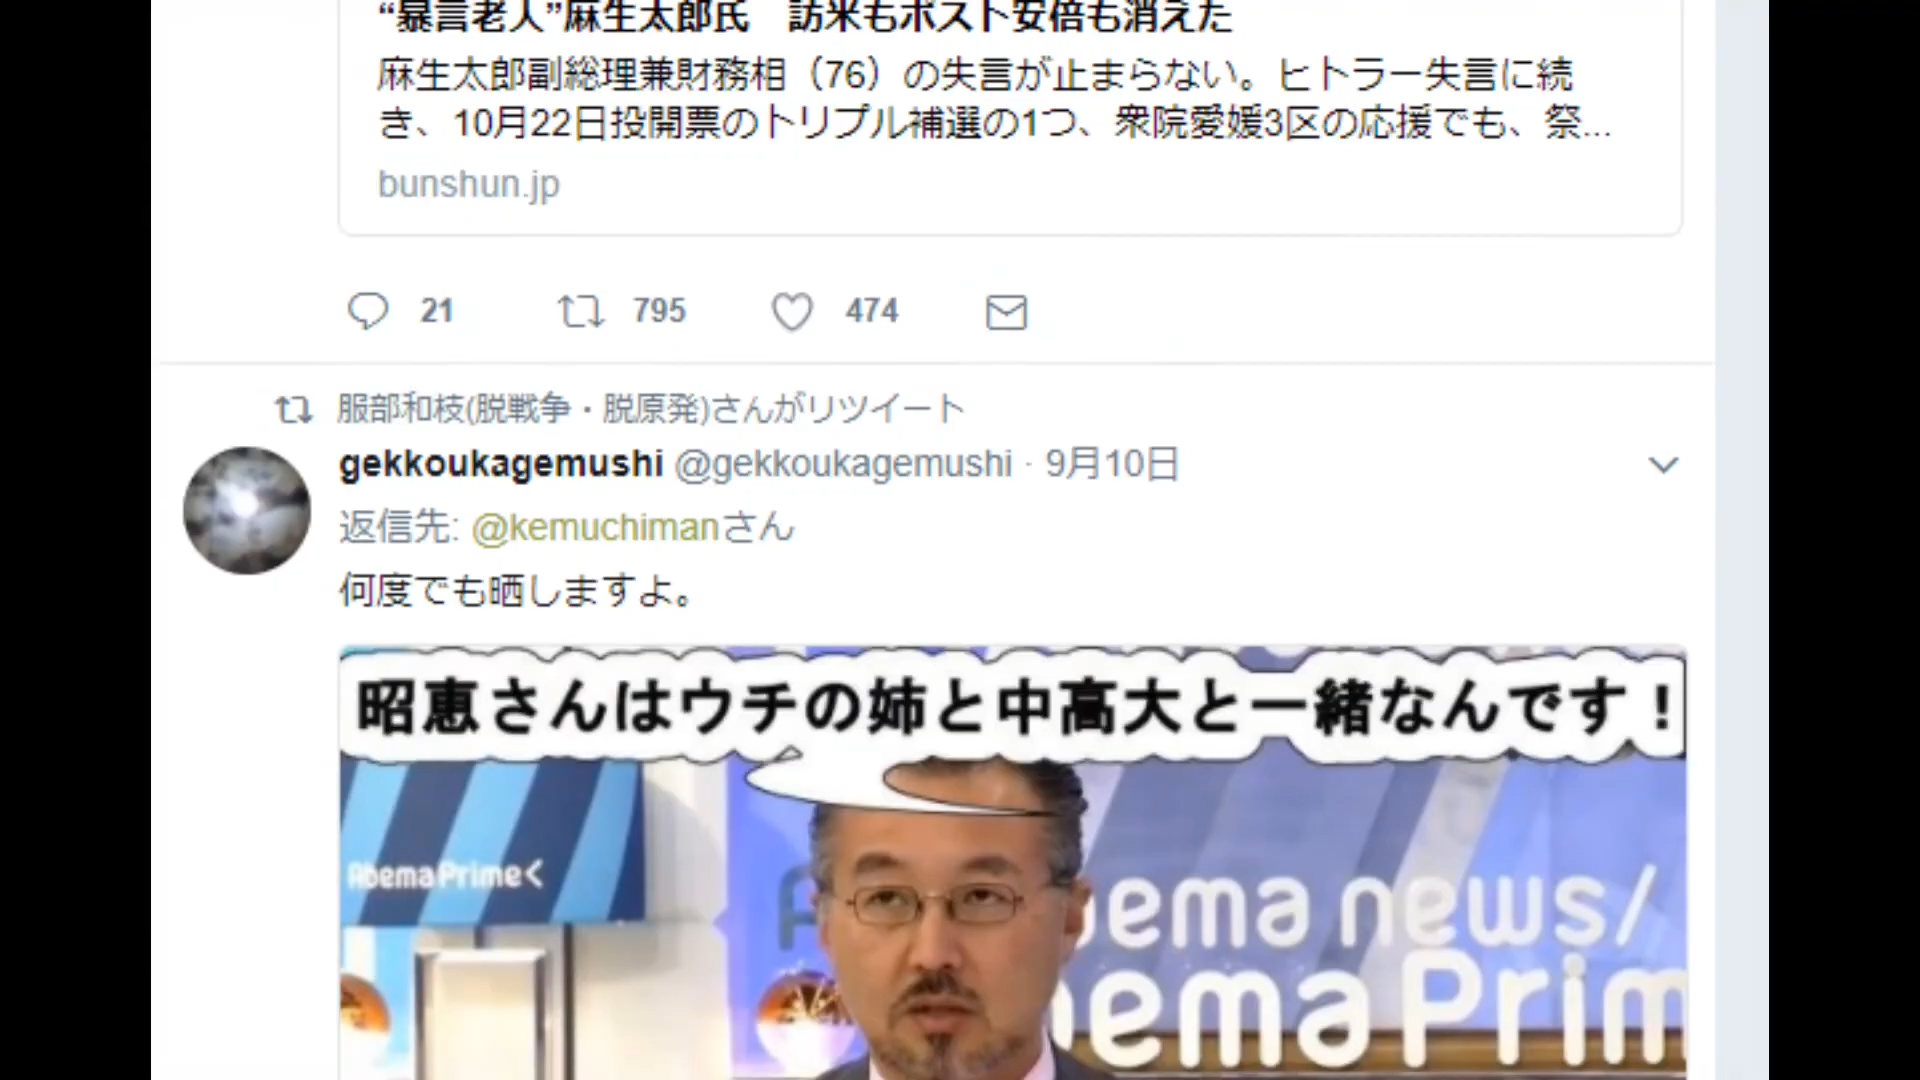 “暴言老人”麻生太郎氏　訪米もポスト安倍も消えた
麻生太郎副総理兼財務相（76）の失言が止まらない。ヒトラー失言に続
き、10月22日投開票のトリプル補選の1つ、衆院愛媛3区の応援でも、祭...
bunshun.jp
21 795 474
服部和枝(脱戦争・脱原発)さんがリツイート
gekkoukagemushi @gekkoukagemushi · 9月10日
返信先: @kemuchimanさん
何度でも晒しますよ。
昭恵さんはウチの姉と中高大と一緒なんです！
AbemaPrime<
Abema news/
AbemaPrim